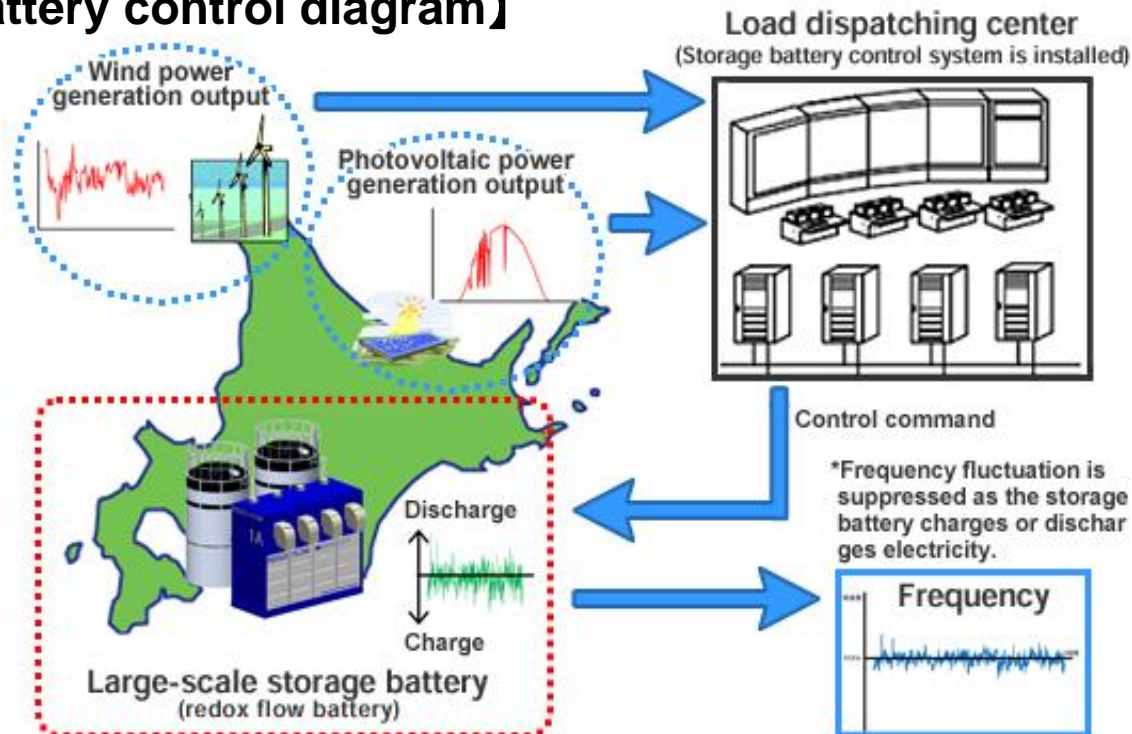 attery control diagram】
Load dispatching center
(Storage battery control system is installed)
Wind power
generation output
Photovoltaic power
generation output
Control command
*Frequency fluctuation is
suppressed as the storage
battery charges or dischar
ges electricity.
1A
Discharge
Charge
Frequency
Large-scale storage battery
(redox flow battery)